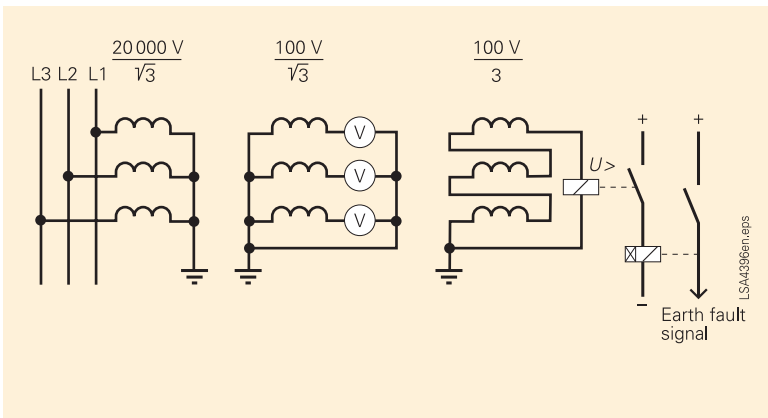 20 000 V
√3
100 V
√3
100 V
3
L3 L2 L1
V
V
V
U>
+
+
–
Earth fault
signal
LSA4396en.eps